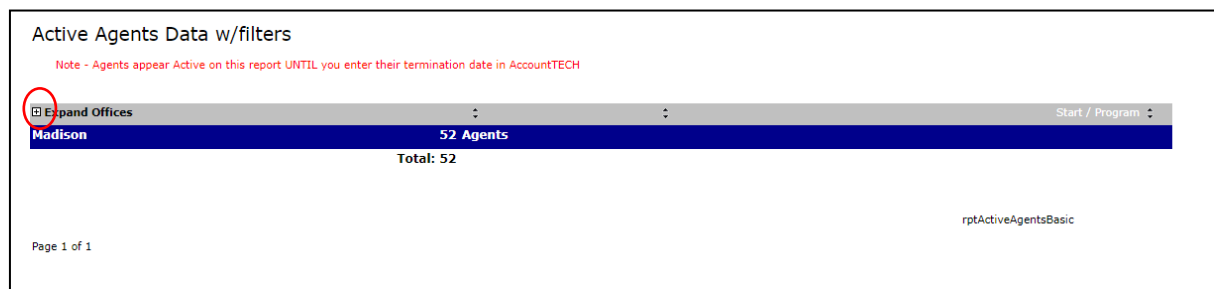 Active Agents Data w/filters
Note - Agents appear Active on this report UNTIL you enter their termination date in AccountTECH
Expand Offices Start / Program
Madison 52 Agents
Total: 52
rptActiveAgentsBasic
Page 1 of 1